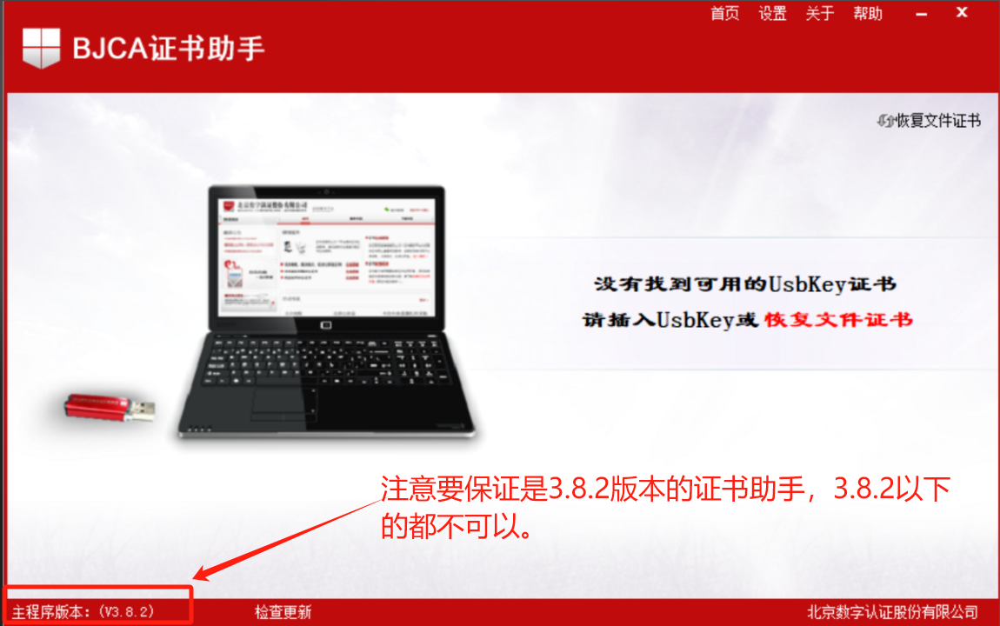 首页 设置 关于 帮助
BJCA证书助手
恢复文件证书
没有找到可用的UsbKey证书
请插入UsbKey或恢复文件证书
注意要保证是3.8.2版本的证书助手，3.8.2以下
的都不可以。
主程序版本：(V3.8.2) 检查更新 北京数字认证股份有限公司